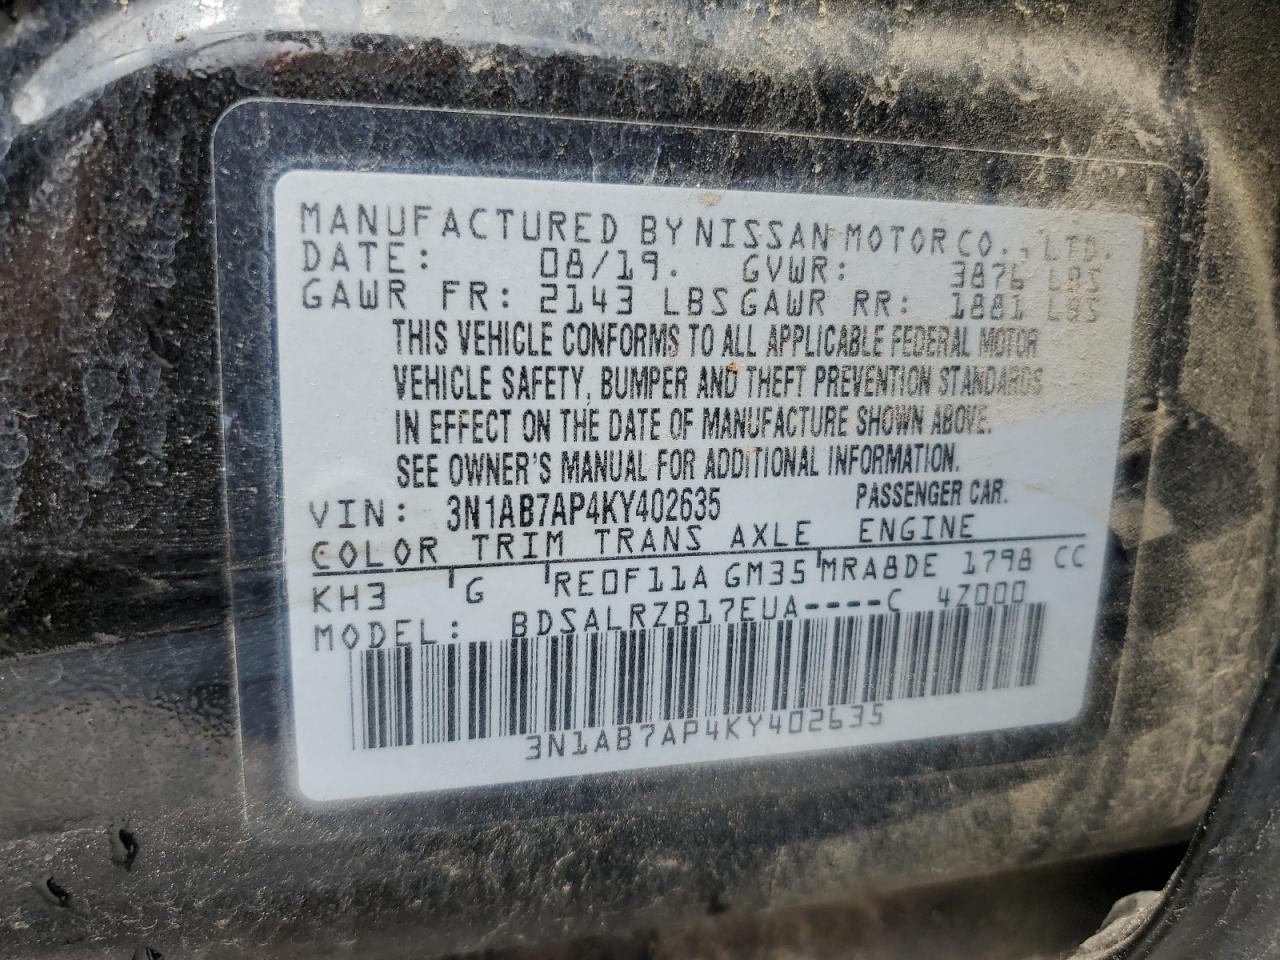 MANUFACTURED BY NISSAN MOTOR CO., LTD.
DATE: 08/19. GVWR: 3876 LBS
GAWR FR: 2143 LBS GAWR RR: 1881 LBS
THIS VEHICLE CONFORMS TO ALL APPLICABLE FEDERAL MOTOR
VEHICLE SAFETY, BUMPER AND THEFT PREVENTION STANDARDS
IN EFFECT ON THE DATE OF MANUFACTURE SHOWN ABOVE.
SEE OWNER'S MANUAL FOR ADDITIONAL INFORMATION.
VIN: 3N1AB7AP4KY402635 PASSENGER CAR.
COLOR TRIM TRANS AXLE ENGINE
KH3 G RE0F11A GM35 MRA8DE 1798 CC
MODEL: BDSALRZB17EUA----C 4Z000
3N1AB7AP4KY402635